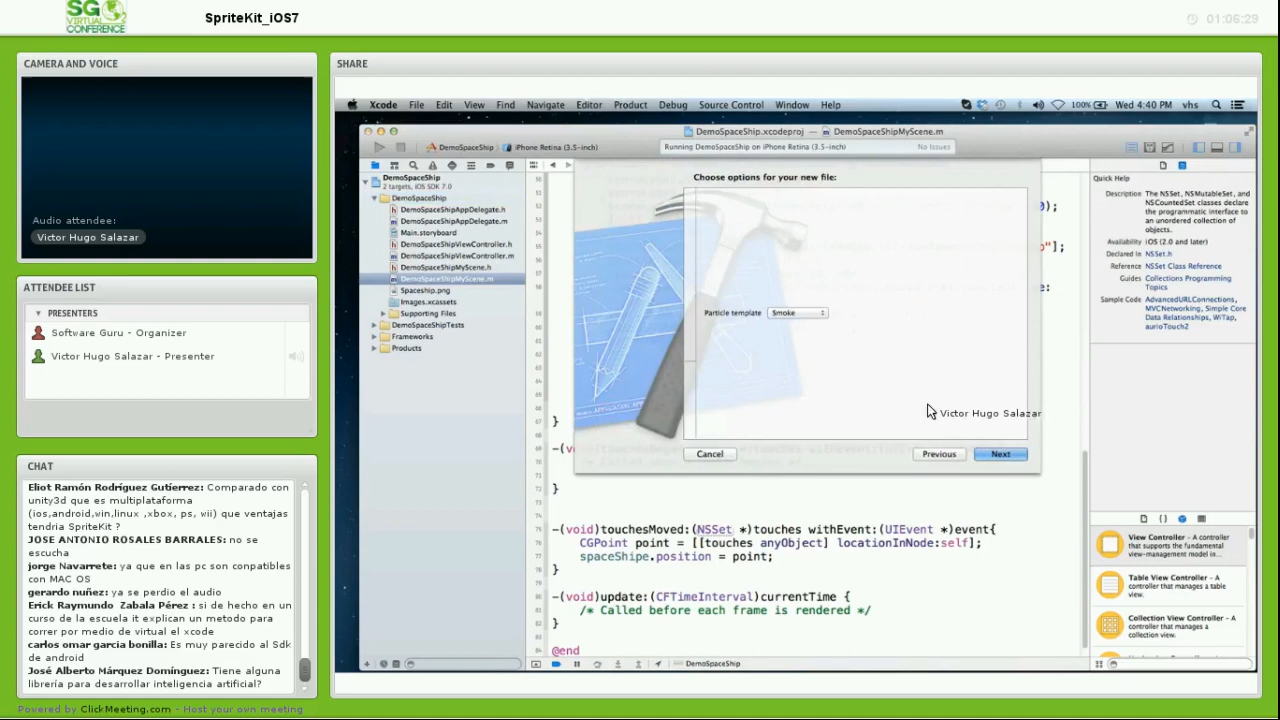 SG
VIRTUAL
CONFERENCE
SpriteKit_iOS7
01:06:29
CAMERA AND VOICE
Audio attendee:
Victor Hugo Salazar
ATTENDEE LIST
PRESENTERS
Software Guru - Organizer
Victor Hugo Salazar - Presenter
CHAT
Eliot Ramón Rodríguez Gutíerrez: Comparado con
unity3d que es multiplataforma
(ios,android,win,linux ,xbox, ps, wii) que ventajas
tendria SpriteKit ?
JOSE ANTONIO ROSALES BARRALES: no se
escucha
jorge Navarrete: ya que en las pc son conpatibles
con MAC OS
gerardo nuñez: ya se perdio el audio
Erick Raymundo Zabala Pérez : si de hecho en un
curso de la escuela it explican un metodo para
correr por medio de virtual el xcode
carlos omar garcia bonilla: Es muy parecido al Sdk
de android
José Alberto Márquez Domínguez: Tiene alguna
librería para desarrollar inteligencia artificial?
Powered by ClickMeeting.com - Host your own meeting
SHARE
Xcode File Edit View Find Navigate Editor Product Debug Source Control Window Help
100% Wed 4:40 PM vhs
DemoSpaceShip.xcodeproj — DemoSpaceShipMyScene.m
DemoSpaceShip iPhone Retina (3.5-inch)
Running DemoSpaceShip on iPhone Retina (3.5-inch) No Issues
DemoSpaceShip
2 targets, iOS SDK 7.0
DemoSpaceShip
DemoSpaceShipAppDelegate.h
DemoSpaceShipAppDelegate.m
Main.storyboard
DemoSpaceShipViewController.h
DemoSpaceShipViewController.m
DemoSpaceShipMyScene.h
DemoSpaceShipMyScene.m
Spaceship.png
Images.xcassets
Supporting Files
DemoSpaceShipTests
Frameworks
Products
Choose options for your new file:
Particle template Smoke
Victor Hugo Salazar
Cancel Previous Next
0);
"];
:
}
}
-(void)touchesMoved:(NSSet *)touches withEvent:(UIEvent *)event{
CGPoint point = [[touches anyObject] locationInNode:self];
spaceShipe.position = point;
}
-(void)update:(CFTimeInterval)currentTime {
/* Called before each frame is rendered */
}
@end
DemoSpaceShip
Quick Help
Description The NSSet, NSMutableSet, and
NSCountedSet classes declare
the programmatic interface to
an unordered collection of
objects.
Availability iOS (2.0 and later)
Declared in NSSet.h
Reference NSSet Class Reference
Guides Collections Programming
Topics
Sample Code AdvancedURLConnections,
MVCNetworking, Simple Core
Data Relationships, WiTap,
aurioTouch2
View Controller - A controller
that supports the fundamental
view-management model in...
Table View Controller - A
controller that manages a table
view.
Collection View Controller - A
controller that manages a
collection view.